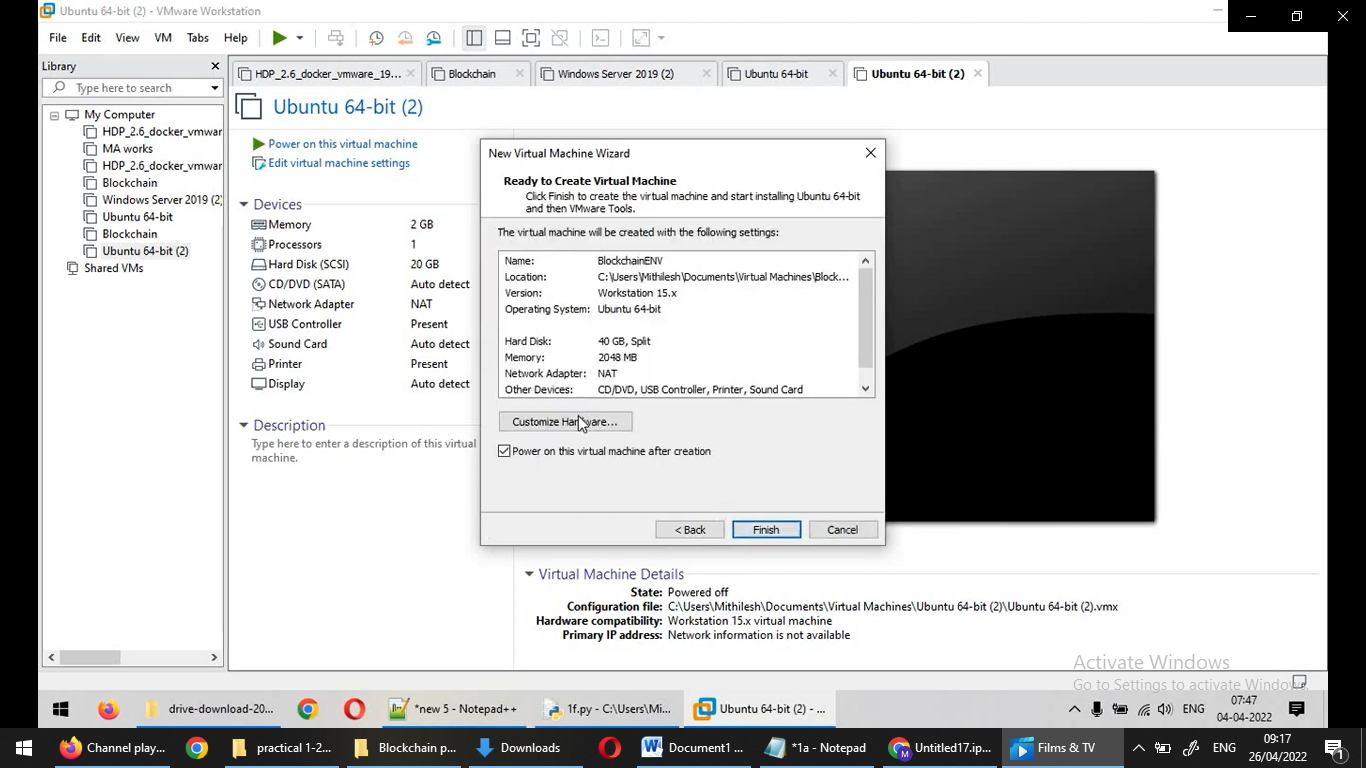 Ubuntu 64-bit (2) - VMware Workstation
File Edit View VM Tabs Help
Library
Type here to search
My Computer
HDP_2.6_docker_vmwar
MA works
HDP_2.6_docker_vmwar
Blockchain
Windows Server 2019 (2)
Ubuntu 64-bit
Blockchain
Ubuntu 64-bit (2)
Shared VMs
HDP_2.6_docker_vmware_19... Blockchain Windows Server 2019 (2) Ubuntu 64-bit Ubuntu 64-bit (2)
Ubuntu 64-bit (2)
Power on this virtual machine
Edit virtual machine settings
Devices
Memory 2 GB
Processors 1
Hard Disk (SCSI) 20 GB
CD/DVD (SATA) Auto detect
Network Adapter NAT
USB Controller Present
Sound Card Auto detect
Printer Present
Display Auto detect
Description
Type here to enter a description of this virtual
machine.
New Virtual Machine Wizard
Ready to Create Virtual Machine
Click Finish to create the virtual machine and start installing Ubuntu 64-bit
and then VMware Tools.
The virtual machine will be created with the following settings:
Name: BlockchainENV
Location: C:\Users\Mithilesh\Documents\Virtual Machines\Block...
Version: Workstation 15.x
Operating System: Ubuntu 64-bit
Hard Disk: 40 GB, Split
Memory: 2048 MB
Network Adapter: NAT
Other Devices: CD/DVD, USB Controller, Printer, Sound Card
Customize Hardware...
Power on this virtual machine after creation
< Back Finish Cancel
Virtual Machine Details
State: Powered off
Configuration file: C:\Users\Mithilesh\Documents\Virtual Machines\Ubuntu 64-bit (2)\Ubuntu 64-bit (2).vmx
Hardware compatibility: Workstation 15.x virtual machine
Primary IP address: Network information is not available
Activate Windows
Go to Settings to activate Windows.
drive-download-20... *new 5 - Notepad++ 1f.py - C:\Users\Mi... Ubuntu 64-bit (2) - ... ENG 07:47
04-04-2022
Channel play... practical 1-2... Blockchain p... Downloads Document1 ... *1a - Notepad Untitled17.ip... Films & TV ENG 09:17
26/04/2022 1